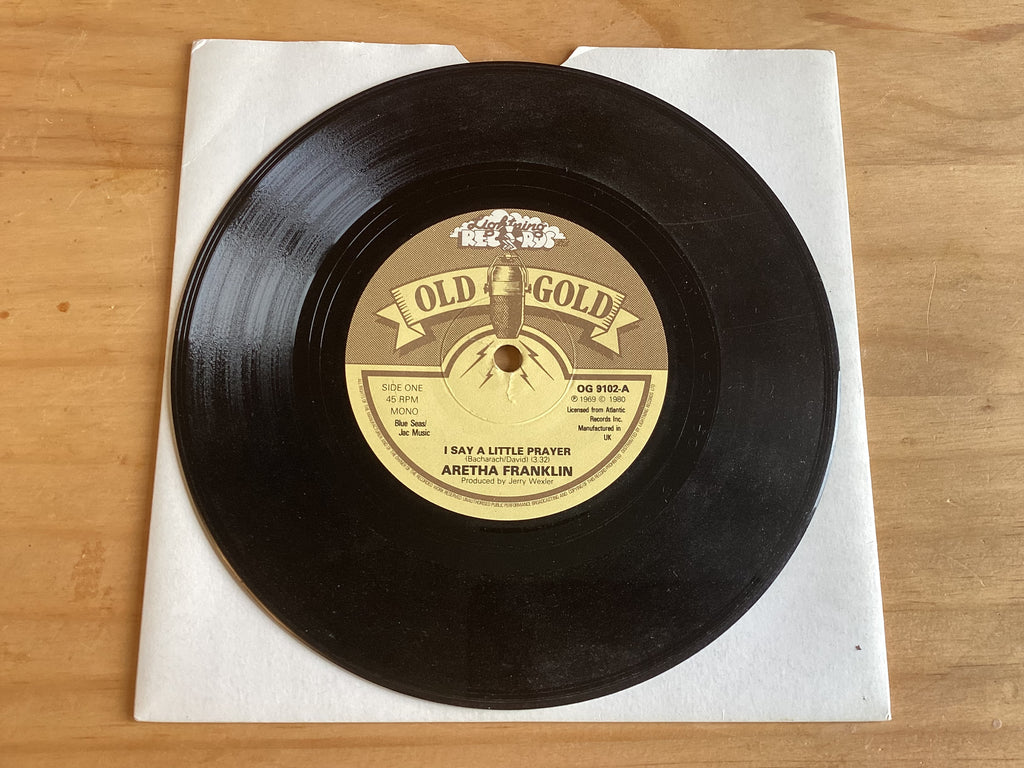 Lightning
RECORDS
OLD GOLD
SIDE ONE
45 RPM
MONO
Blue Seas/
Jac Music
OG 9102-A
℗ 1969 © 1980
Licensed from Atlantic
Records Inc.
Manufactured in
UK
I SAY A LITTLE PRAYER
(Bacharach/David) (3.32)
ARETHA FRANKLIN
Produced by Jerry Wexler